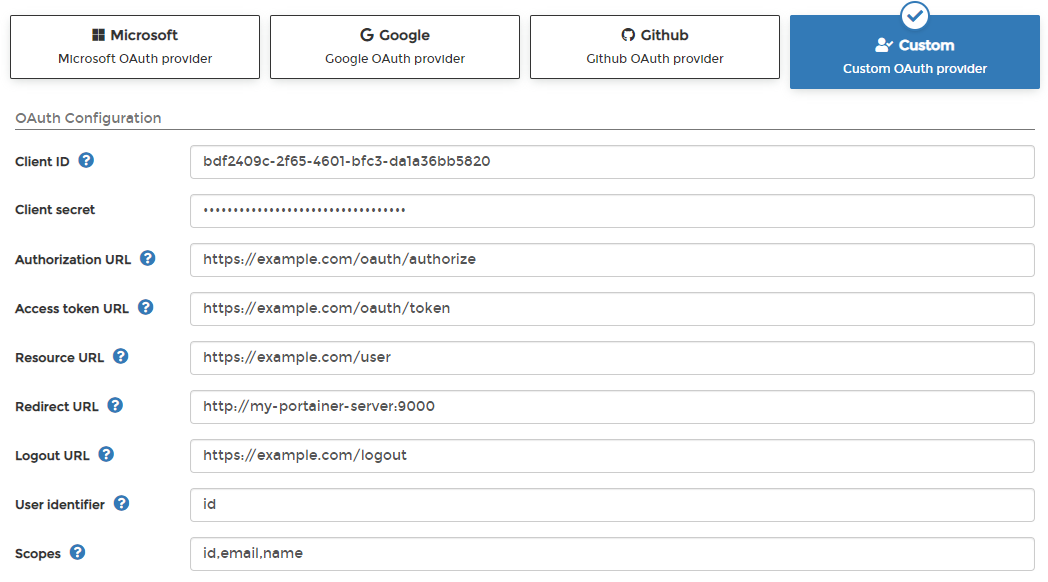 Microsoft
Microsoft OAuth provider
Google
Google OAuth provider
Github
Github OAuth provider
Custom
Custom OAuth provider
OAuth Configuration
Client ID ? bdf2409c-2f65-4601-bfc3-da1a36bb5820
Client secret ••••••••••••••••••••••••••••••••••
Authorization URL ? https://example.com/oauth/authorize
Access token URL ? https://example.com/oauth/token
Resource URL ? https://example.com/user
Redirect URL ? http://my-portainer-server:9000
Logout URL ? https://example.com/logout
User identifier ? id
Scopes ? id,email,name